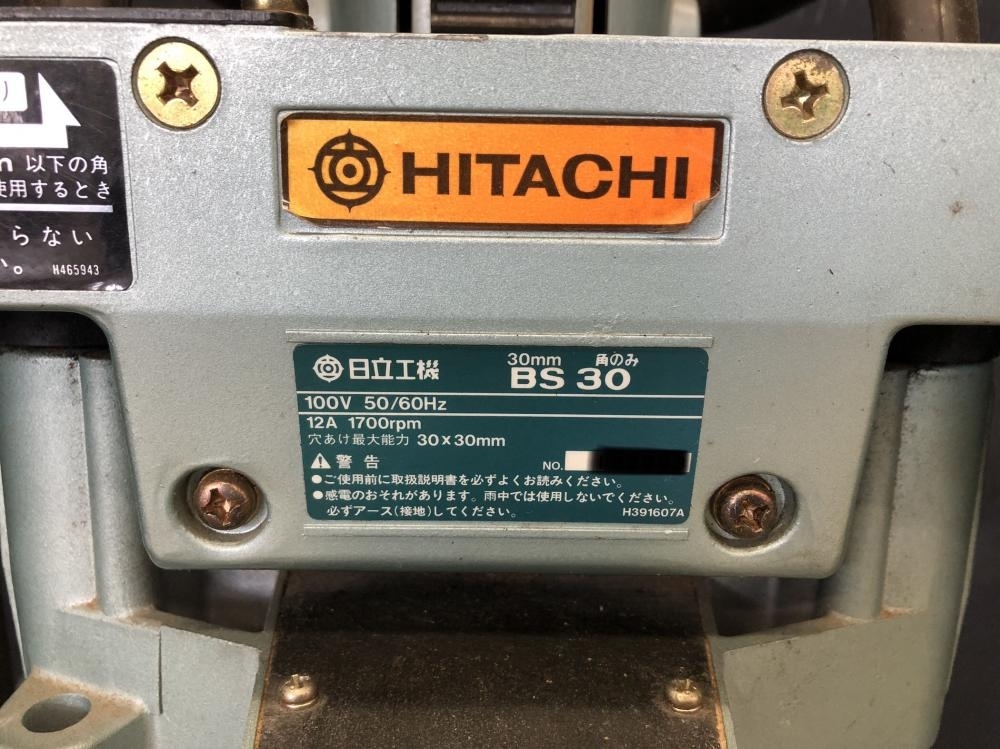 り
m 以下の角
使用するとき
らない
い。 H465943
HITACHI
日立工機 30mm 角のみ
BS 30
100V 50/60Hz
12A 1700rpm
穴あけ最大能力 30×30mm
警告 NO.
●ご使用前に取扱説明書を必ずよくお読みください。
●感電のおそれがあります。雨中では使用しないでください。
必ずアース(接地)してください。 H391607A